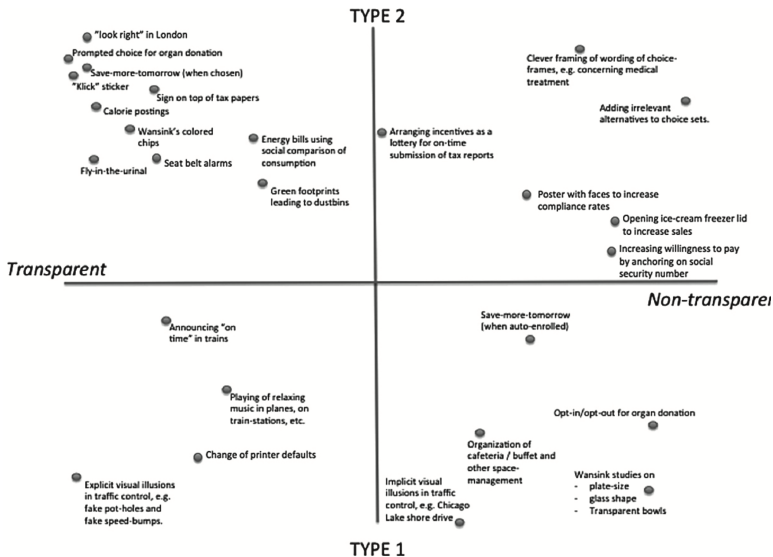 TYPE 2
"look right" in London
Prompted choice for organ donation
Save-more-tomorrow (when chosen)
"Klick" sticker
Sign on top of tax papers
Calorie postings
Wansink's colored
chips
Fly-in-the-urinal
Seat belt alarms
Energy bills using
social comparison of
consumption
Green footprints
leading to dustbins
Clever framing of wording of choice-
frames, e.g. concerning medical
treatment
Adding irrelevant
alternatives to choice sets.
Arranging incentives as a
lottery for on-time
submission of tax reports
Poster with faces to increase
compliance rates
Opening ice-cream freezer lid
to increase sales
Increasing willingness to pay
by anchoring on social
security number
Transparent
Non-transparen
Announcing "on
time" in trains
Playing of relaxing
music in planes, on
train-stations, etc.
Change of printer defaults
Explicit visual illusions
in traffic control, e.g.
fake pot-holes and
fake speed-bumps.
Save-more-tomorrow
(when auto-enrolled)
Opt-in/opt-out for organ donation
Organization of
cafeteria / buffet and
other space-
management
Implicit visual
illusions in traffic
control, e.g. Chicago
Lake shore drive
Wansink studies on
- plate-size
- glass shape
- Transparent bowls
TYPE 1